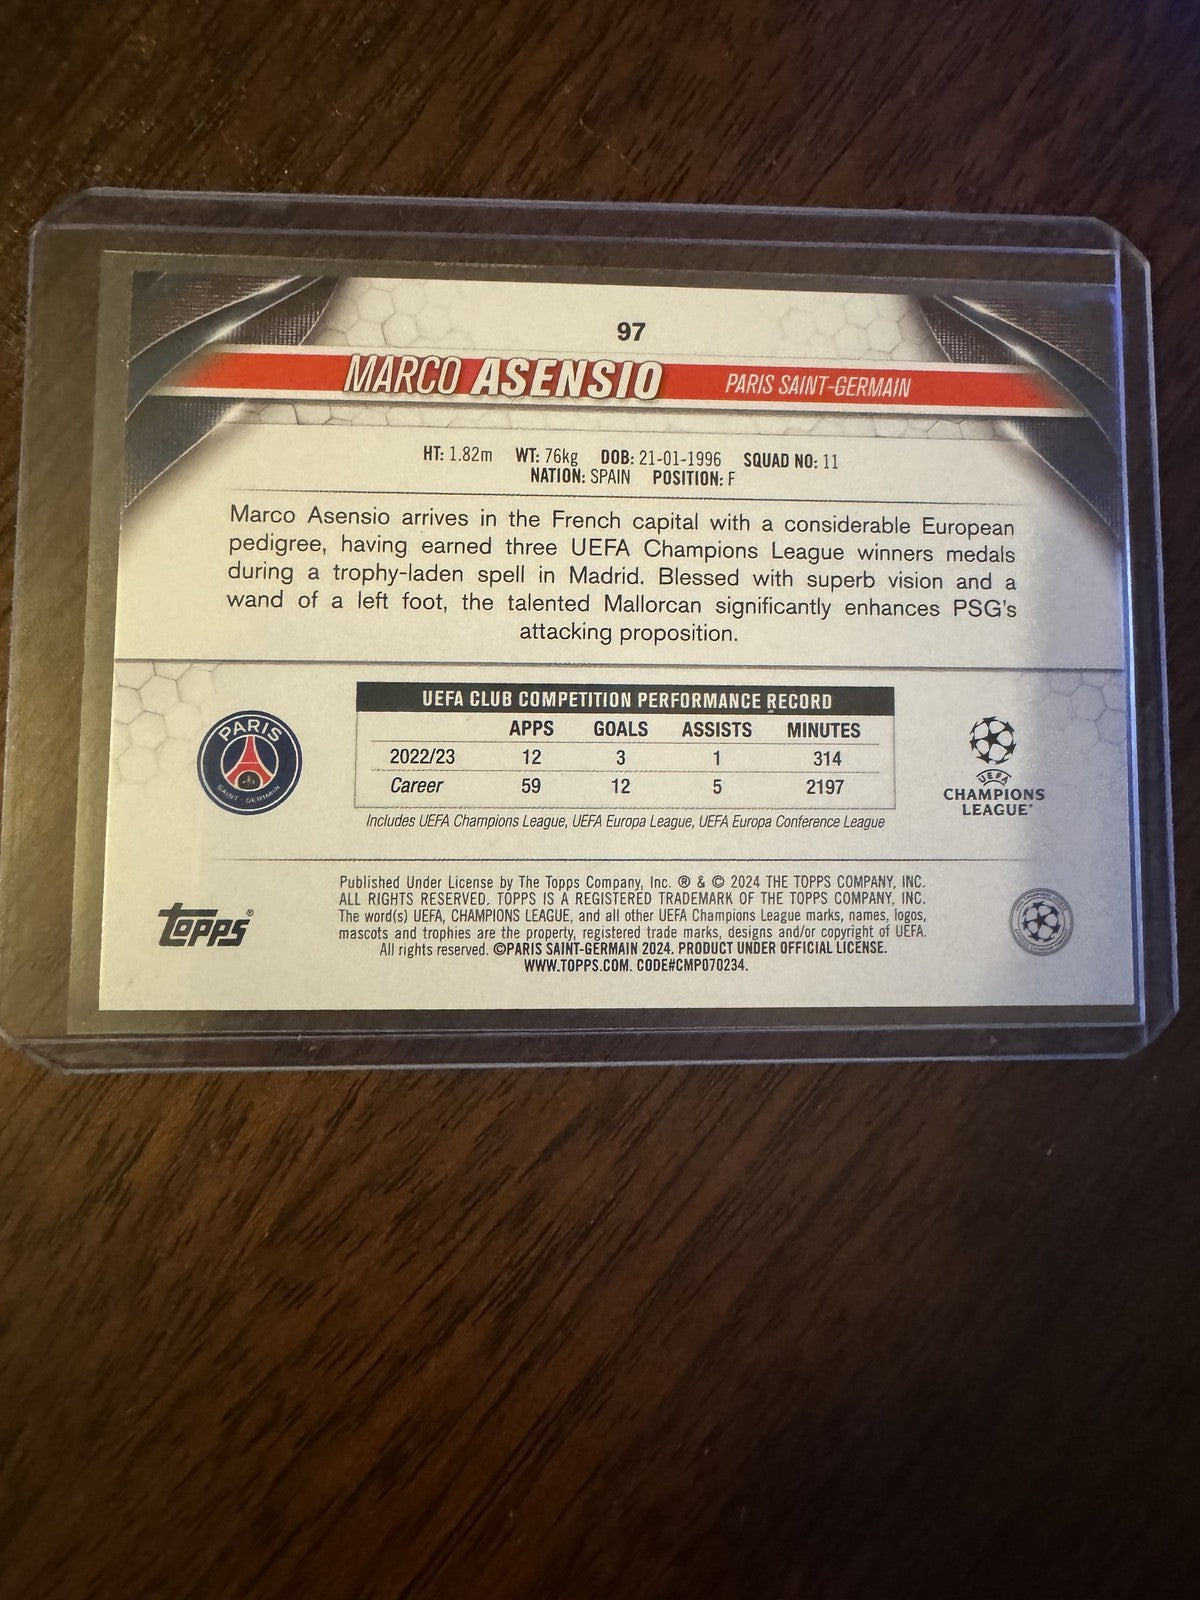 97
MARCO ASENSIO PARIS SAINT-GERMAIN
HT: 1.82m WT: 76kg DOB: 21-01-1996 SQUAD NO: 11
NATION: SPAIN POSITION: F
Marco Asensio arrives in the French capital with a considerable European
pedigree, having earned three UEFA Champions League winners medals
during a trophy-laden spell in Madrid. Blessed with superb vision and a
wand of a left foot, the talented Mallorcan significantly enhances PSG's
attacking proposition.
UEFA CLUB COMPETITION PERFORMANCE RECORD
APPS GOALS ASSISTS MINUTES
2022/23 12 3 1 314
Career 59 12 5 2197
Includes UEFA Champions League, UEFA Europa League, UEFA Europa Conference League
PARIS
SAINT-GERMAIN
UEFA
CHAMPIONS
LEAGUE®
Published Under License by The Topps Company, Inc. ® & © 2024 THE TOPPS COMPANY, INC.
ALL RIGHTS RESERVED. TOPPS IS A REGISTERED TRADEMARK OF THE TOPPS COMPANY, INC.
The word(s) UEFA, CHAMPIONS LEAGUE, and all other UEFA Champions League marks, names, logos,
mascots and trophies are the property, registered trade marks, designs and/or copyright of UEFA.
All rights reserved. ©PARIS SAINT-GERMAIN 2024. PRODUCT UNDER OFFICIAL LICENSE.
WWW.TOPPS.COM. CODE#CMP070234.
Topps®